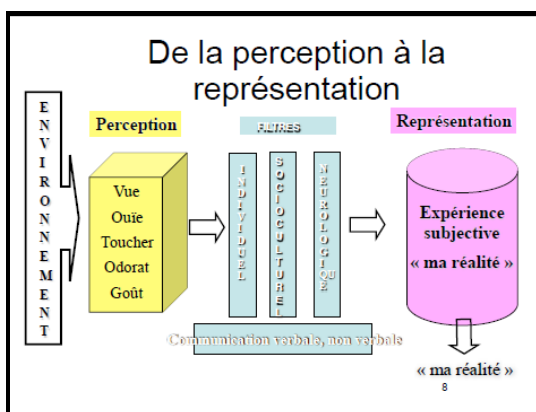 De la perception à la
représentation
ENVIRONNEMENT
Perception
Vue
Ouïe
Toucher
Odorat
Goût
FILTRES
INDIVIDUEL
SOCIOCULTUREL
NEUROLOGIQUE
Communication verbale, non verbale
Représentation
Expérience
subjective
« ma réalité »
« ma réalité »
8